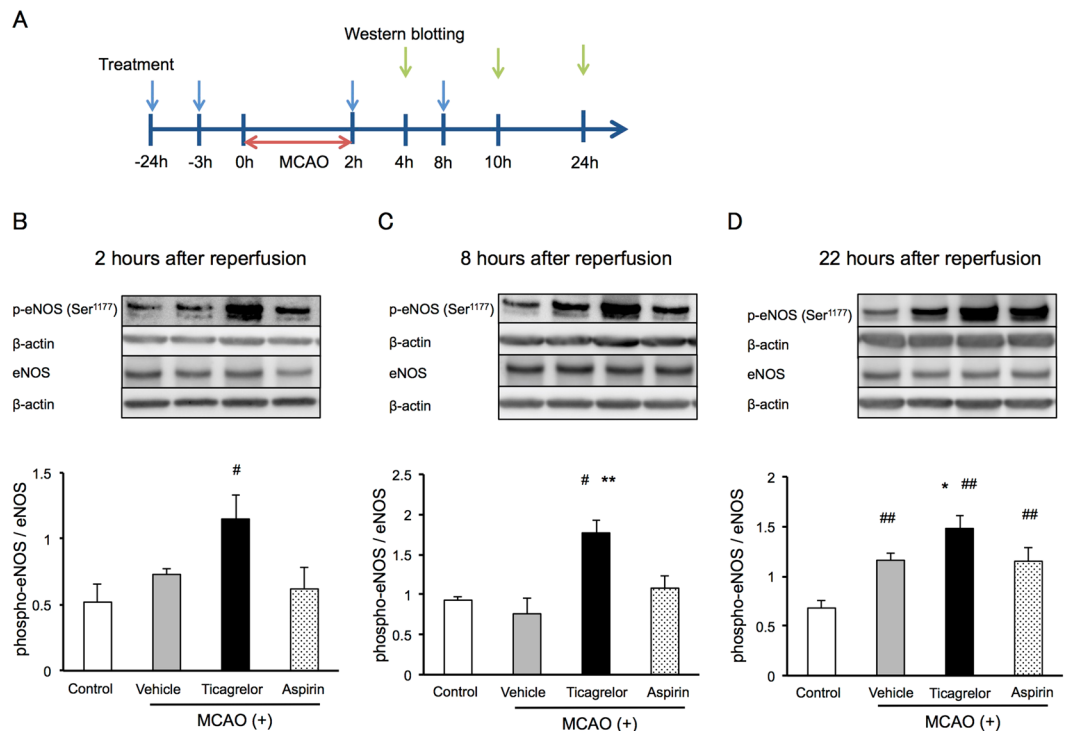 A
Western blotting
Treatment
-24h -3h 0h MCAO 2h 4h 8h 10h 24h
B
2 hours after reperfusion
p-eNOS (Ser1177)
β-actin
eNOS
β-actin
phospho-eNOS / eNOS
1.5
1
0.5
0
#
Control Vehicle Ticagrelor Aspirin
MCAO (+)
C
8 hours after reperfusion
p-eNOS (Ser1177)
β-actin
eNOS
β-actin
phospho-eNOS / eNOS
2.5
2
1.5
1
0.5
0
# **
Control Vehicle Ticagrelor Aspirin
MCAO (+)
D
22 hours after reperfusion
p-eNOS (Ser1177)
β-actin
eNOS
β-actin
phospho-eNOS / eNOS
2
1.5
1
0.5
0
## * ## ##
Control Vehicle Ticagrelor Aspirin
MCAO (+)